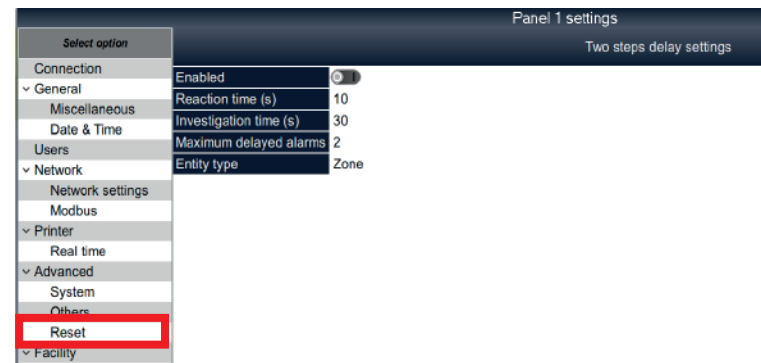 Panel 1 settings
Select option
Two steps delay settings
Connection
General
Miscellaneous
Date & Time
Users
Network
Network settings
Modbus
Printer
Real time
Advanced
System
Others
Reset
Facility
Enabled
Reaction time (s) 10
Investigation time (s) 30
Maximum delayed alarms 2
Entity type Zone